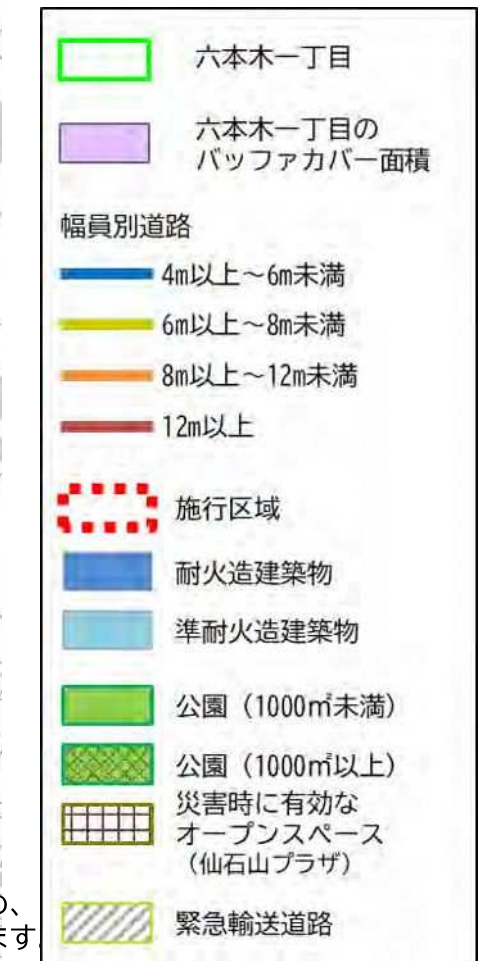 六本木一丁目
六本木一丁目の
バッファカバー面積
幅員別道路
4m以上～6m未満
6m以上～8m未満
8m以上～12m未満
12m以上
施行区域
耐火造建築物
準耐火造建築物
公園（1000㎡未満）
公園（1000㎡以上）
災害時に有効な
オープンスペース
（仙石山プラザ）
緊急輸送道路
の、
ます